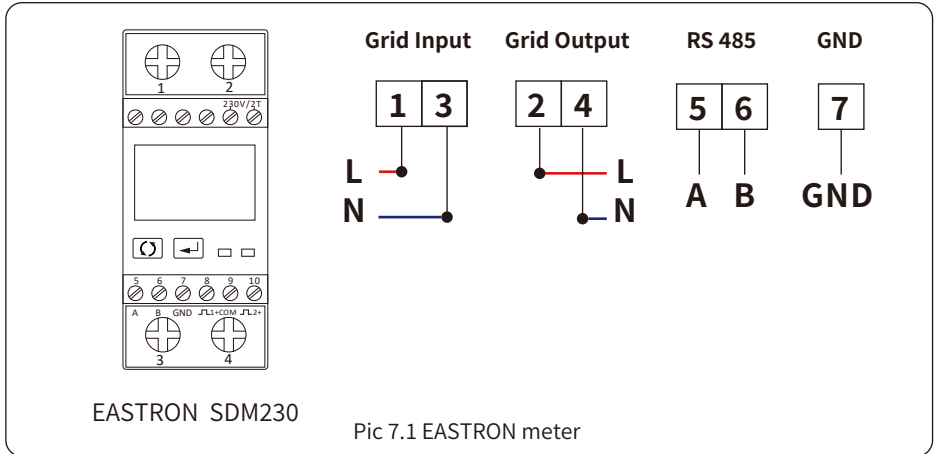 Grid Input Grid Output RS 485 GND
1 2
230V/2T
1 3 2 4 5 6 7
L L A B GND
N N
5 6 7 8 9 10
A B GND 1+COM 2+
3 4
EASTRON SDM230
Pic 7.1 EASTRON meter